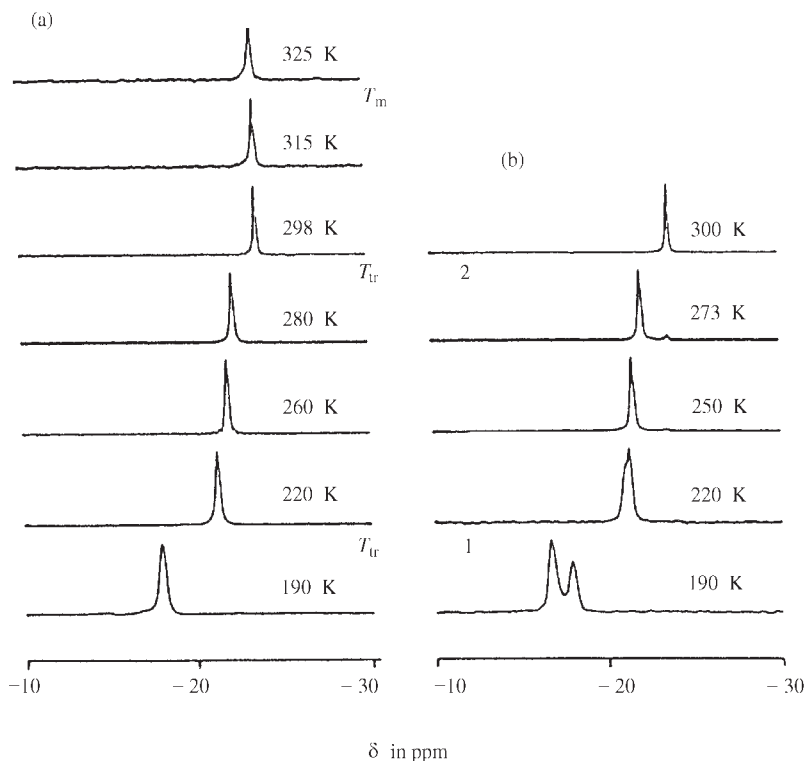 (a)
325 K
T_m
315 K
298 K
T_tr
280 K
260 K
220 K
T_tr
190 K
−10
−20
−30
(b)
300 K
2
273 K
250 K
220 K
1
190 K
−10
−20
−30
δ in ppm